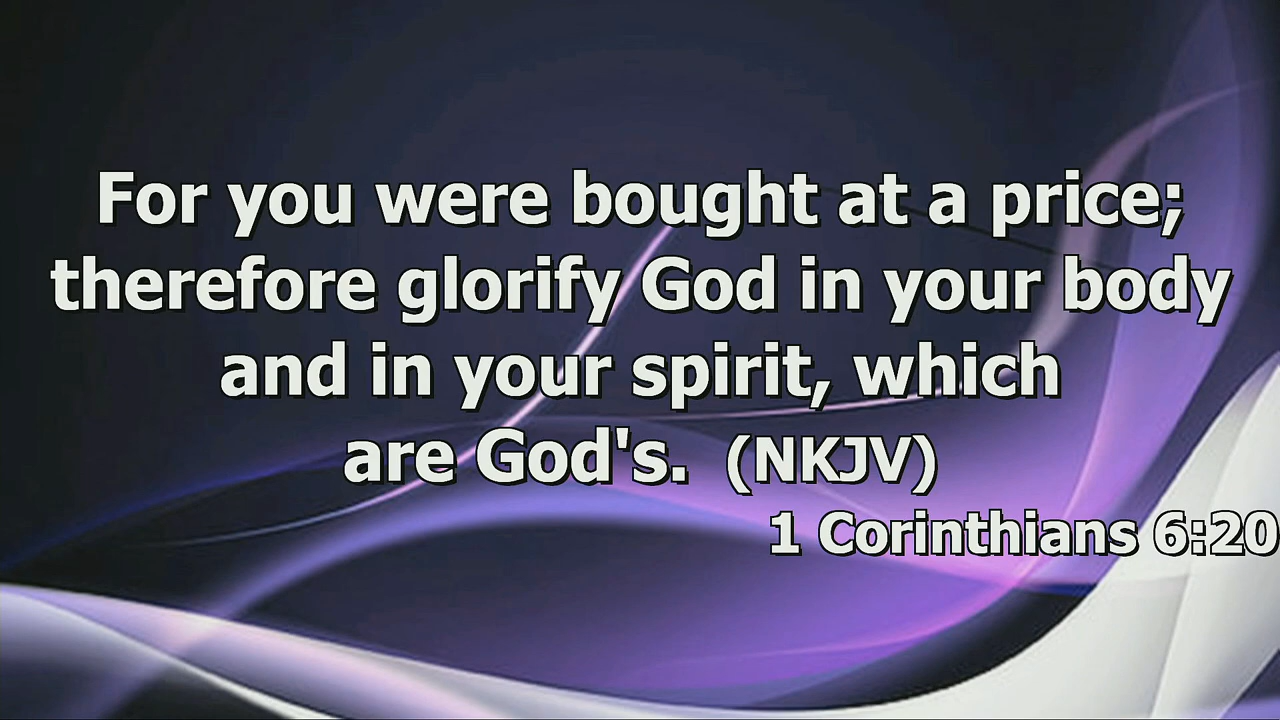 For you were bought at a price;
therefore glorify God in your body
and in your spirit, which
are God's. (NKJV)
1 Corinthians 6:20